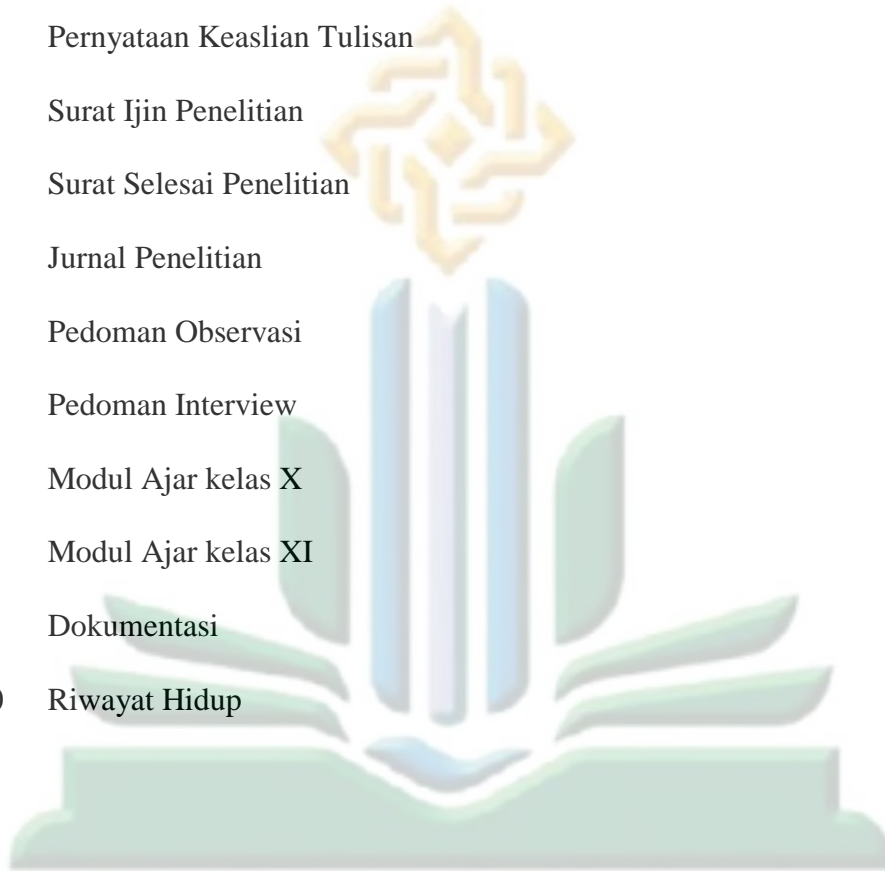 Pernyataan Keaslian Tulisan
Surat Ijin Penelitian
Surat Selesai Penelitian
Jurnal Penelitian
Pedoman Observasi
Pedoman Interview
Modul Ajar kelas X
Modul Ajar kelas XI
Dokumentasi
Riwayat Hidup